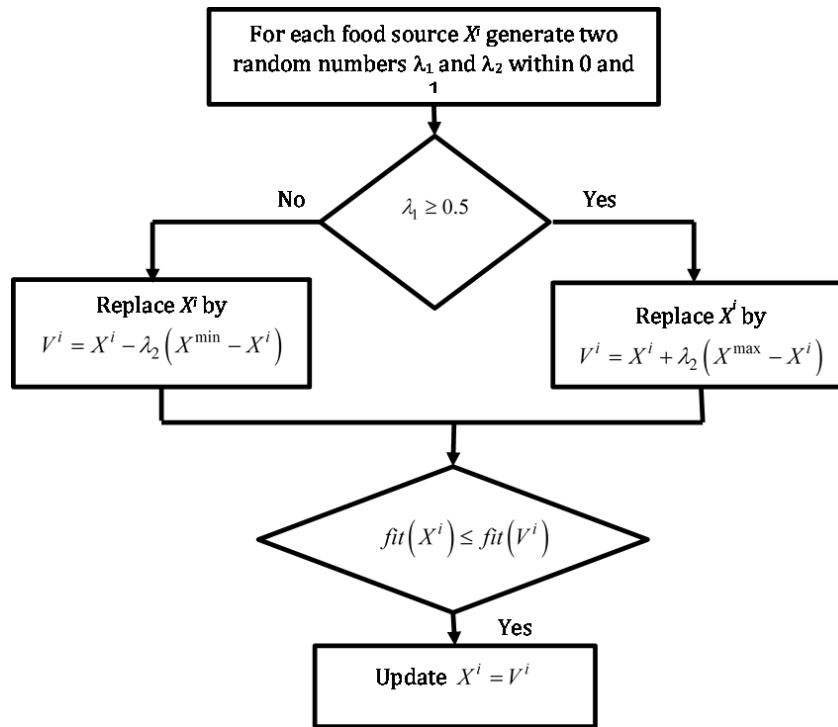 For each food source Xⁱ generate two
random numbers λ₁ and λ₂ within 0 and
1
No
λ₁ ≥ 0.5
Yes
Replace Xⁱ by
Vⁱ = Xⁱ − λ₂(Xᵐⁱⁿ − Xⁱ)
Replace Xⁱ by
Vⁱ = Xⁱ + λ₂(Xᵐᵃˣ − Xⁱ)
fit(Xⁱ) ≤ fit(Vⁱ)
Yes
Update Xⁱ = Vⁱ